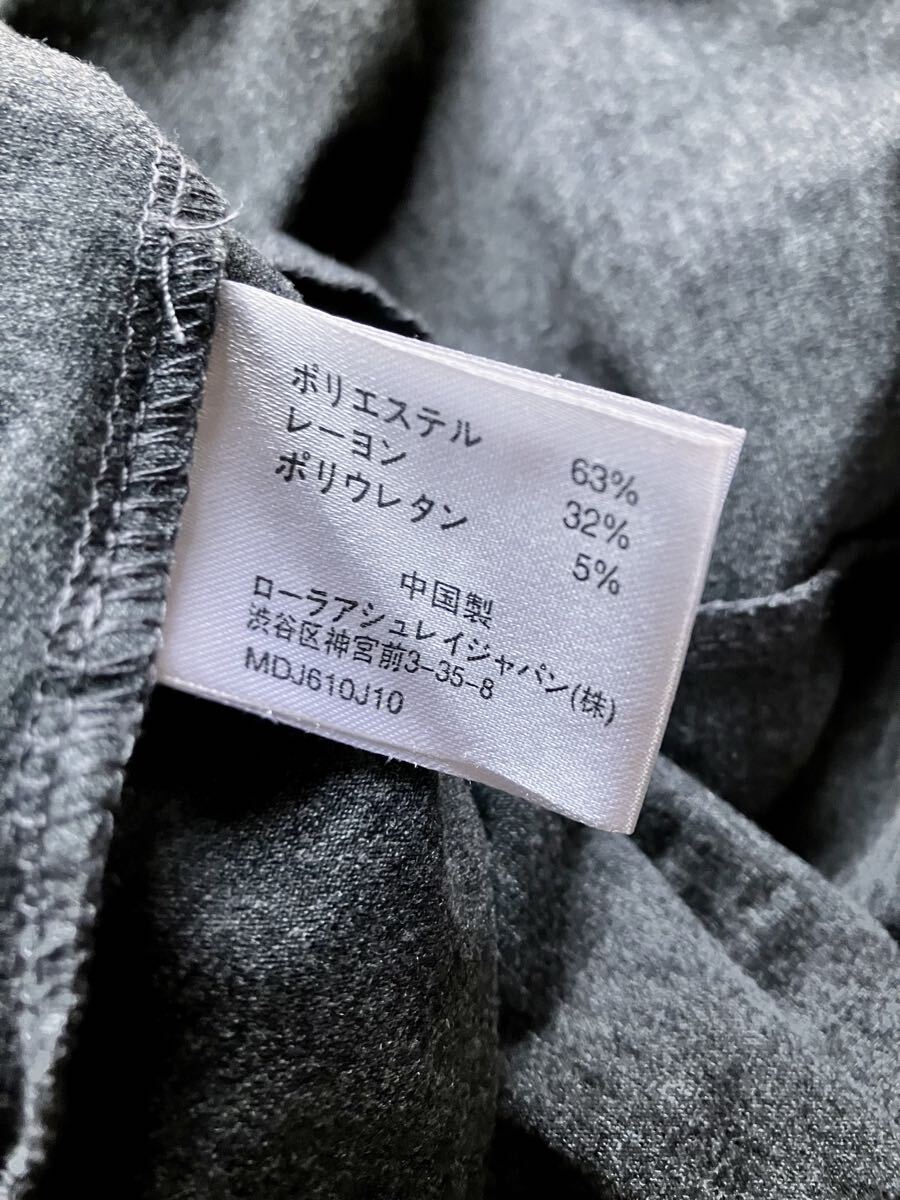 ポリエステル 63%
レーヨン 32%
ポリウレタン 5%
中国製
ローラアシュレイジャパン(株)
渋谷区神宮前3-35-8
MDJ610J10